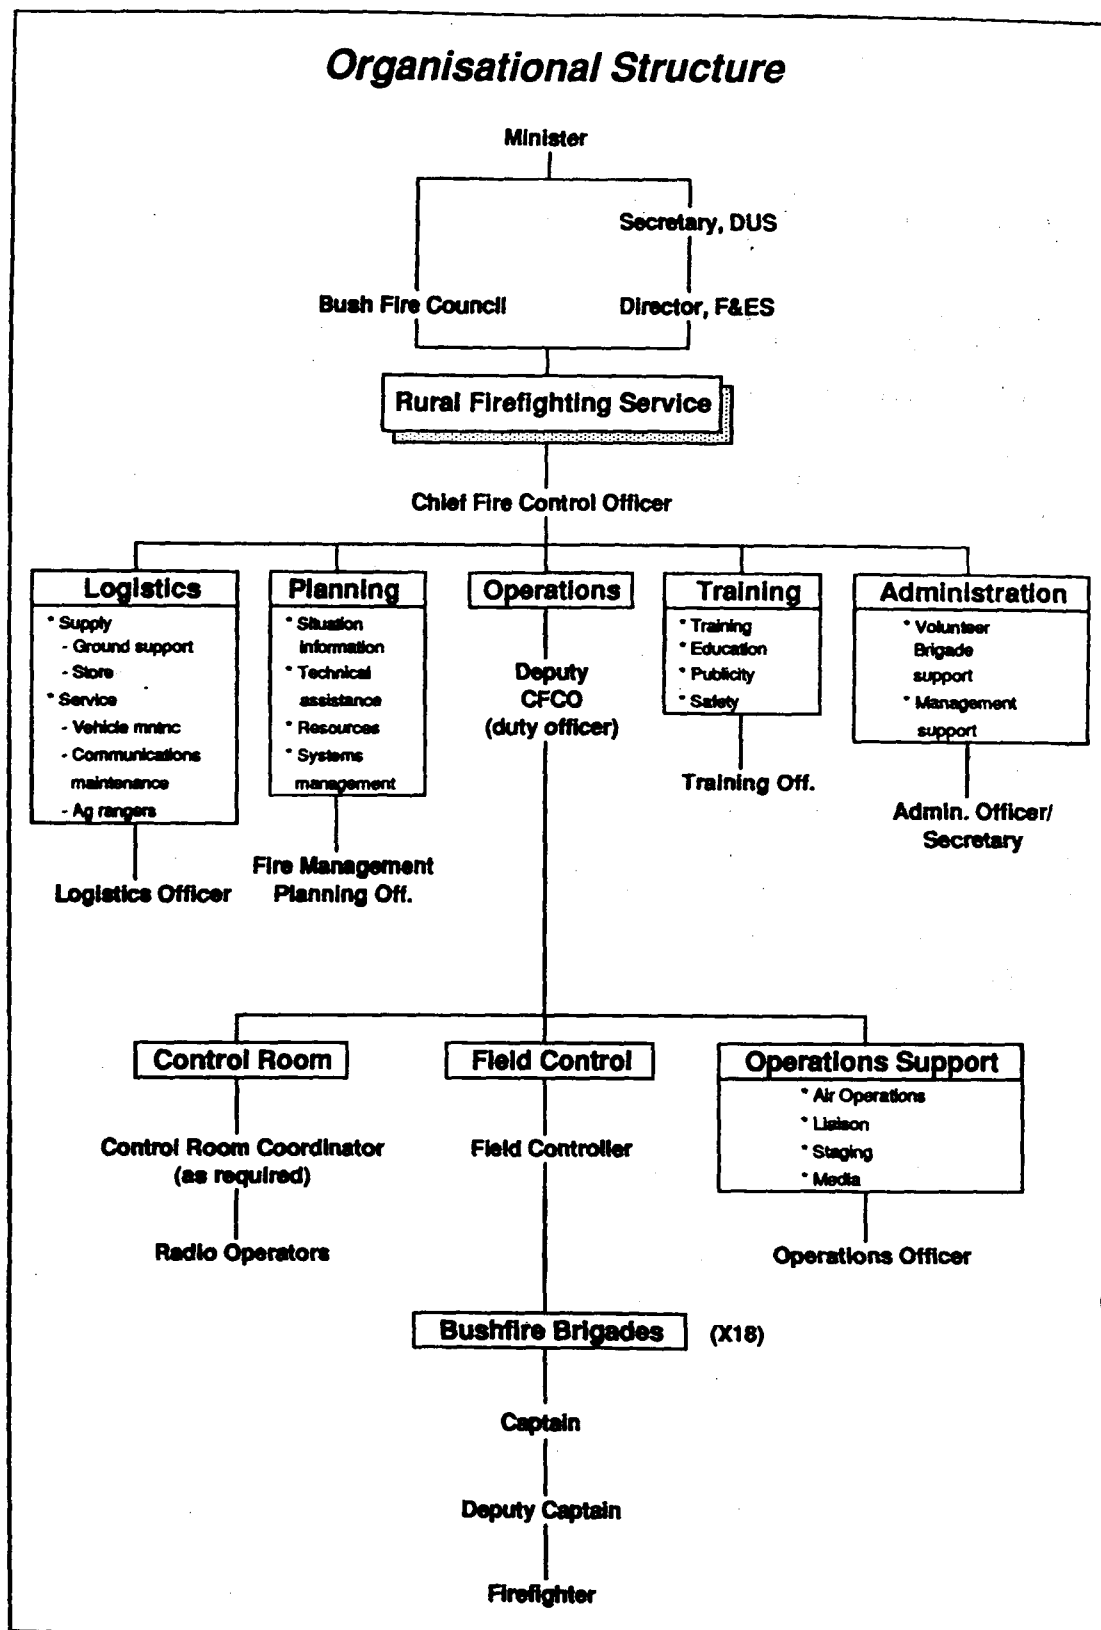 Organisational Structure
Minister
Secretary, DUS
Bush Fire Council
Director, F&ES
Rural Firefighting Service
Chief Fire Control Officer
Logistics
* Supply
- Ground support
- Store
* Service
- Vehicle mntnc
- Communications
maintenance
- Ag rangers
Logistics Officer
Planning
* Situation
information
* Technical
assistance
* Resources
* Systems
management
Fire Management
Planning Off.
Operations
Deputy
CFCO
(duty officer)
Training
* Training
* Education
* Publicity
* Safety
Training Off.
Administration
* Volunteer
Brigade
support
* Management
support
Admin. Officer/
Secretary
Control Room
Control Room Coordinator
(as required)
Radio Operators
Field Control
Field Controller
Operations Support
* Air Operations
* Liaison
* Staging
* Media
Operations Officer
Bushfire Brigades (X18)
Captain
Deputy Captain
Firefighter